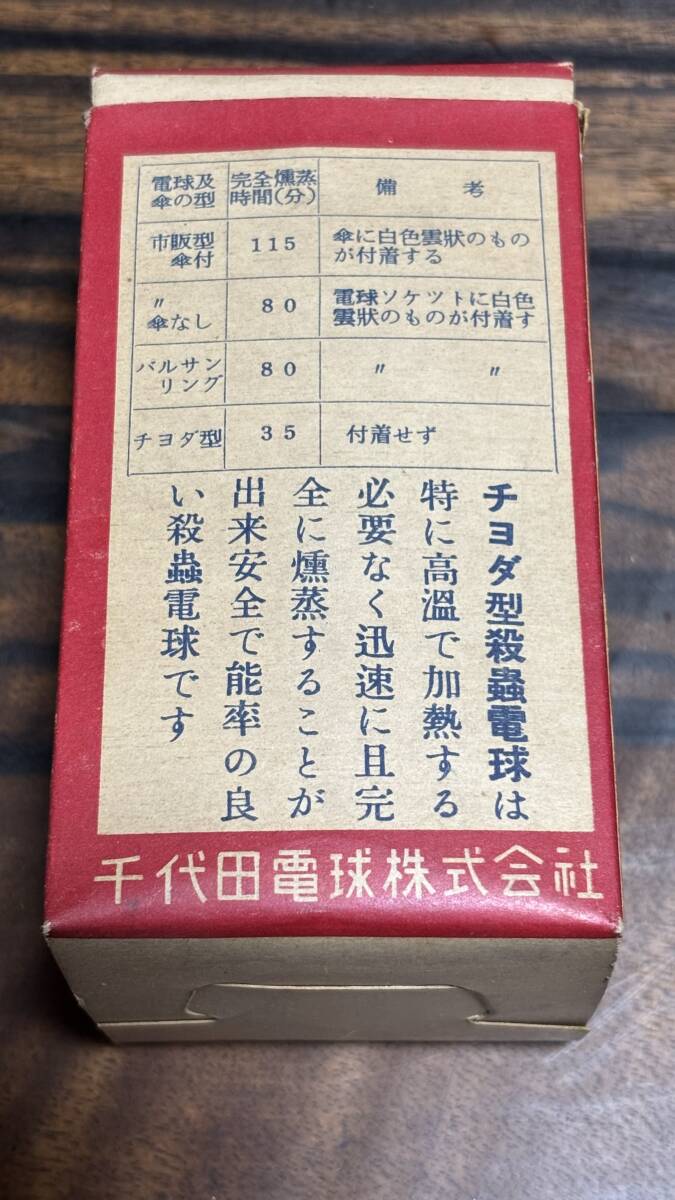 電球及傘の型 完全燻蒸時間(分) 備考
市販型傘付 115 傘に白色雲狀のものが付着する
〃傘なし 80 電球ソケツトに白色雲狀のものが付着す
バルサンリング 80 〃 〃
チヨダ型 35 付着せず
チヨダ型殺蟲電球は
特に高溫で加熱する
必要なく迅速に且完
全に燻蒸することが
出来安全で能率の良
い殺蟲電球です
千代田電球株式会社